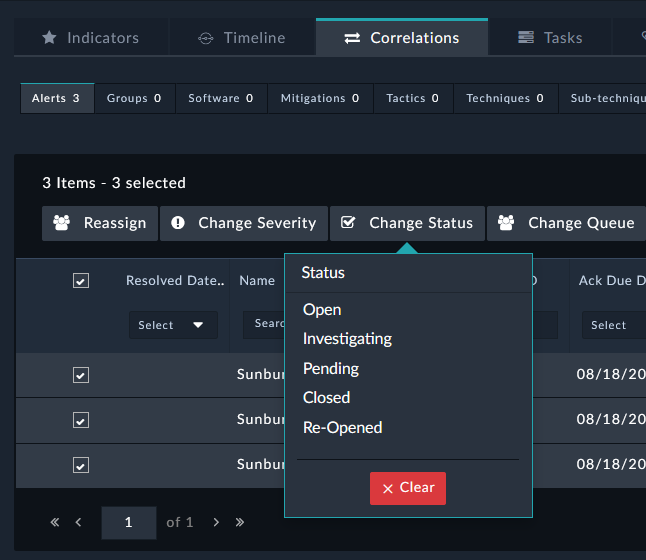 Indicators Timeline Correlations Tasks
Alerts 3 Groups 0 Software 0 Mitigations 0 Tactics 0 Techniques 0 Sub-techniqu
3 Items - 3 selected
Reassign Change Severity Change Status Change Queue
Resolved Date.. Name Ack Due D
Select Searc Select
Status
Open
Investigating
Pending
Closed
Re-Opened
Clear
Sunbur 08/18/20
Sunbur 08/18/20
Sunbur 08/18/20
« ‹ 1 of 1 › »